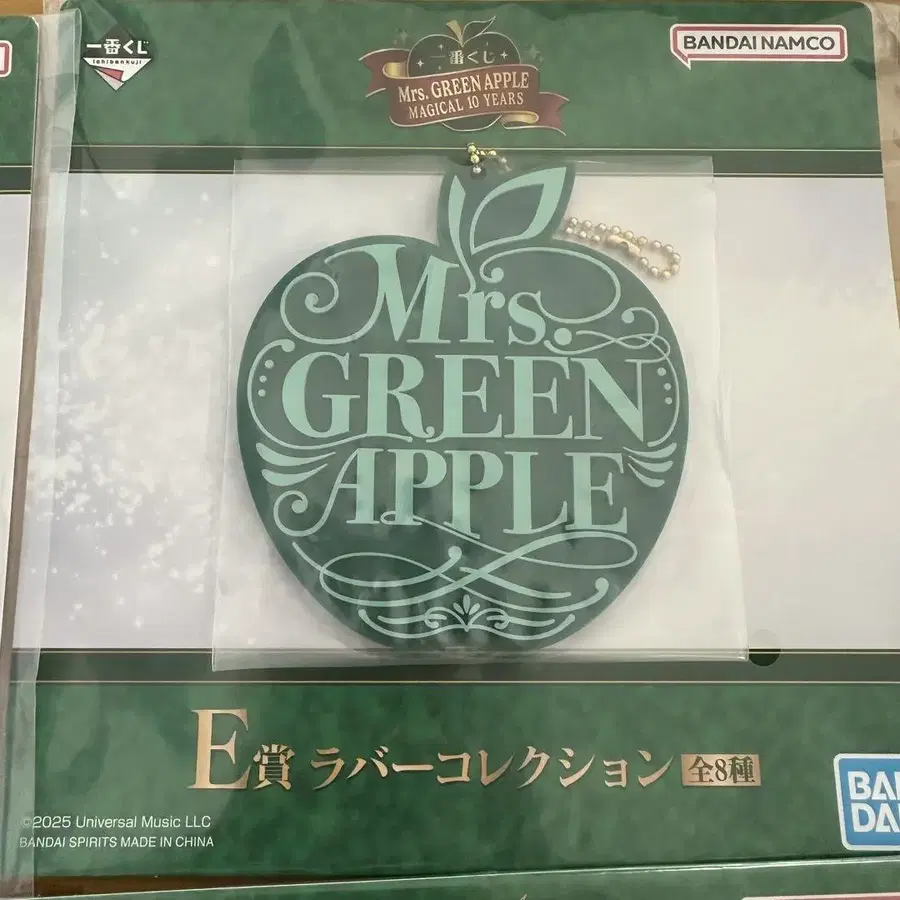 一番くじ
ichibankuji
一番くじ
Mrs. GREEN APPLE
MAGICAL 10 YEARS
BANDAI NAMCO
Mrs.
GREEN
APPLE
E賞 ラバーコレクション 全8種
©2025 Universal Music LLC
BANDAI SPIRITS MADE IN CHINA